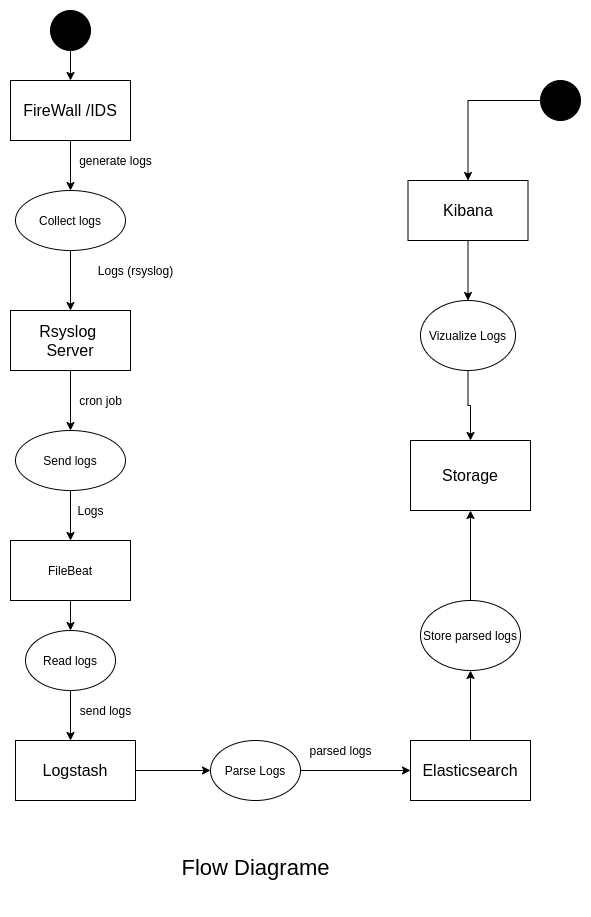 FireWall /IDS
generate logs
Collect logs
Logs (rsyslog)
Rsyslog
Server
cron job
Send logs
Logs
FileBeat
Read logs
send logs
Logstash
Parse Logs
parsed logs
Elasticsearch
Store parsed logs
Storage
Vizualize Logs
Kibana
Flow Diagrame